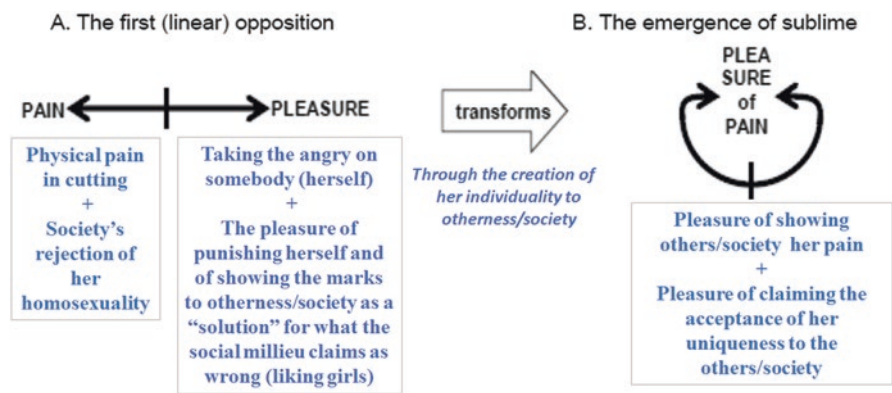 A. The first (linear) opposition
PAIN
PLEASURE
Physical pain
in cutting
+
Society's
rejection of
her
homosexuality
Taking the angry on
somebody (herself)
+
The pleasure of
punishing herself and
of showing the marks
to otherness/society as a
“solution” for what the
social millieu claims as
wrong (liking girls)
transforms
Through the creation of
her individuality to
otherness/society
B. The emergence of sublime
PLEA
SURE
of
PAIN
Pleasure of showing
others/society her pain
+
Pleasure of claiming the
acceptance of her
uniqueness to the
others/society